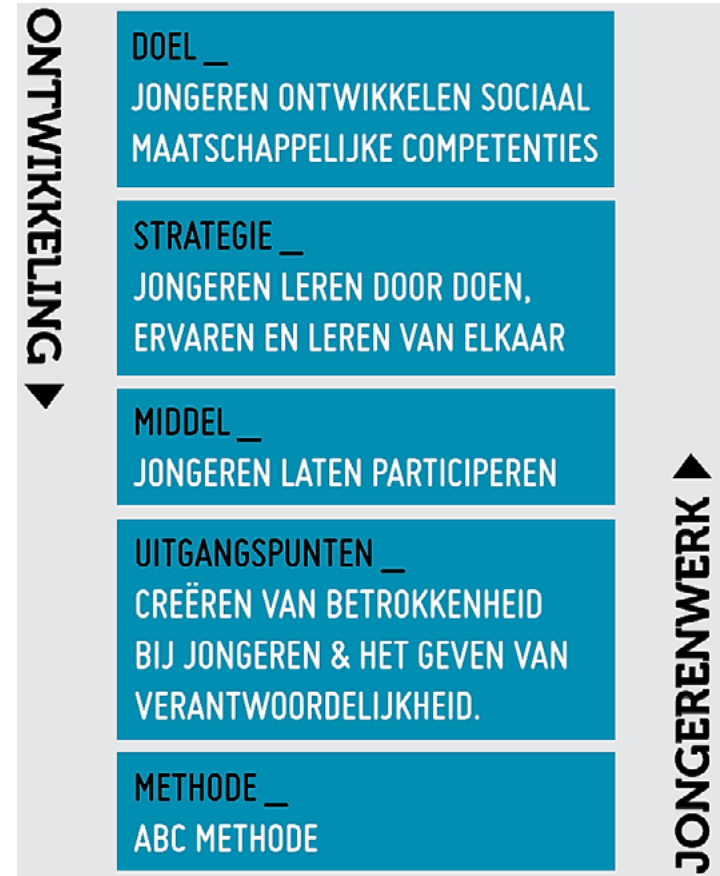 ONTWIKKELING ▼
DOEL _
JONGEREN ONTWIKKELEN SOCIAAL
MAATSCHAPPELIJKE COMPETENTIES
STRATEGIE _
JONGEREN LEREN DOOR DOEN,
ERVAREN EN LEREN VAN ELKAAR
MIDDEL _
JONGEREN LATEN PARTICIPEREN
UITGANGSPUNTEN _
CREËREN VAN BETROKKENHEID
BIJ JONGEREN & HET GEVEN VAN
VERANTWOORDELIJKHEID.
METHODE _
ABC METHODE
JONGERENWERK ▶